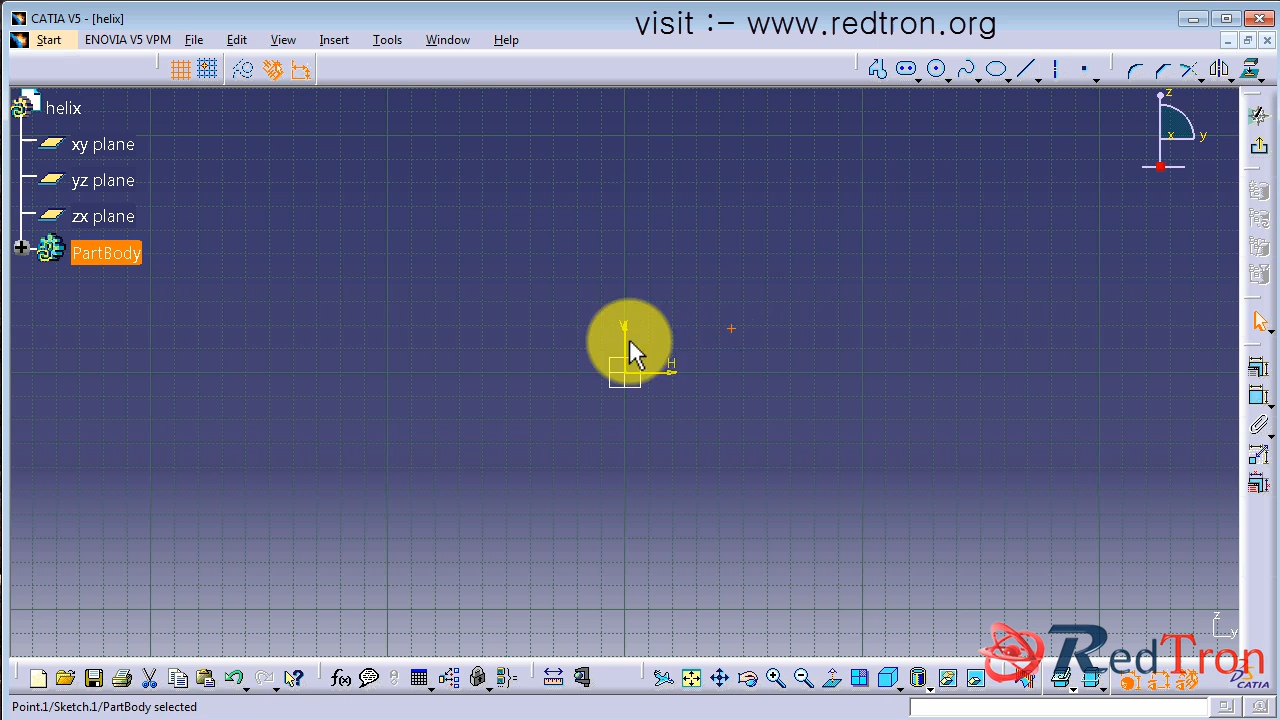 CATIA V5 - [helix]
visit :- www.redtron.org
Start ENOVIA V5 VPM File Edit View Insert Tools Window Help
helix
xy plane
yz plane
zx plane
PartBody
z
x
y
V
H
z
y
RedTron
CATIA
f(x)
Point.1/Sketch.1/PartBody selected